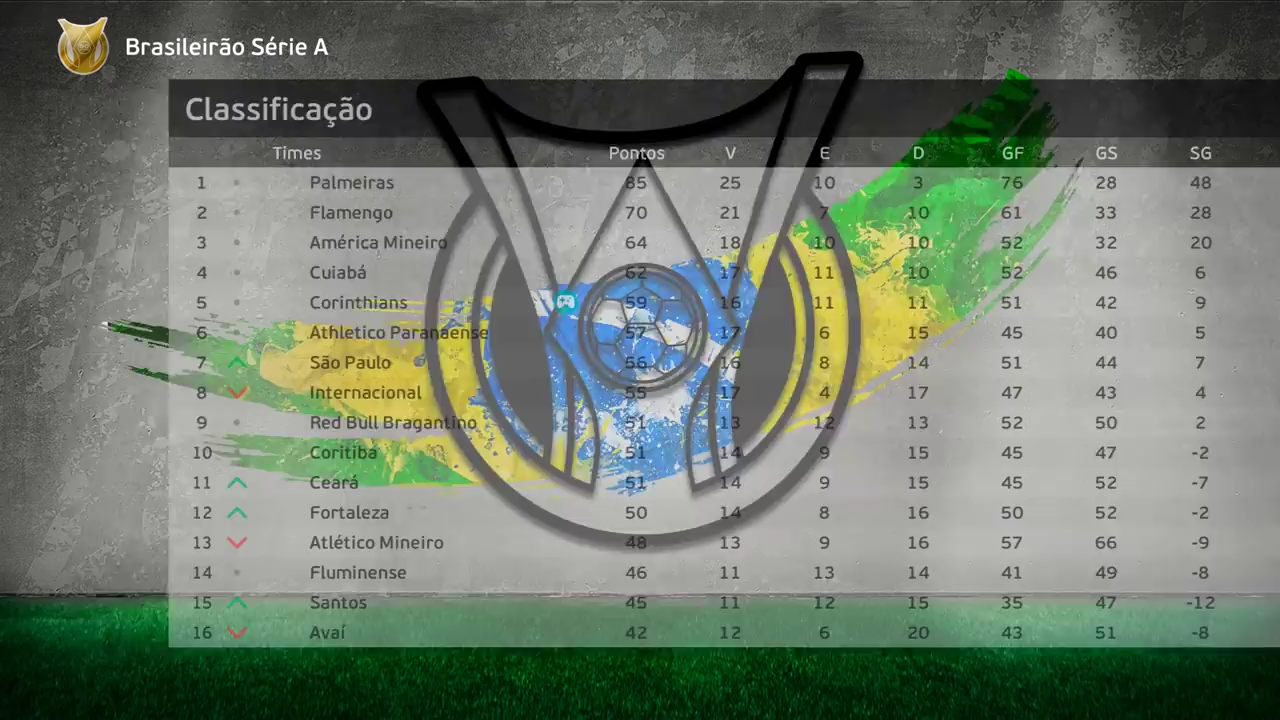 Brasileirão Série A
Classificação
Times Pontos V E D GF GS SG
1 Palmeiras 85 25 10 3 76 28 48
2 Flamengo 70 21 7 10 61 33 28
3 América Mineiro 64 18 10 10 52 32 20
4 Cuiabá 62 17 11 10 52 46 6
5 Corinthians 59 16 11 11 51 42 9
6 Athletico Paranaense 57 17 6 15 45 40 5
7 São Paulo 56 16 8 14 51 44 7
8 Internacional 55 17 4 17 47 43 4
9 Red Bull Bragantino 51 13 12 13 52 50 2
10 Coritiba 51 14 9 15 45 47 -2
11 Ceará 51 14 9 15 45 52 -7
12 Fortaleza 50 14 8 16 50 52 -2
13 Atlético Mineiro 48 13 9 16 57 66 -9
14 Fluminense 46 11 13 14 41 49 -8
15 Santos 45 11 12 15 35 47 -12
16 Avaí 42 12 6 20 43 51 -8